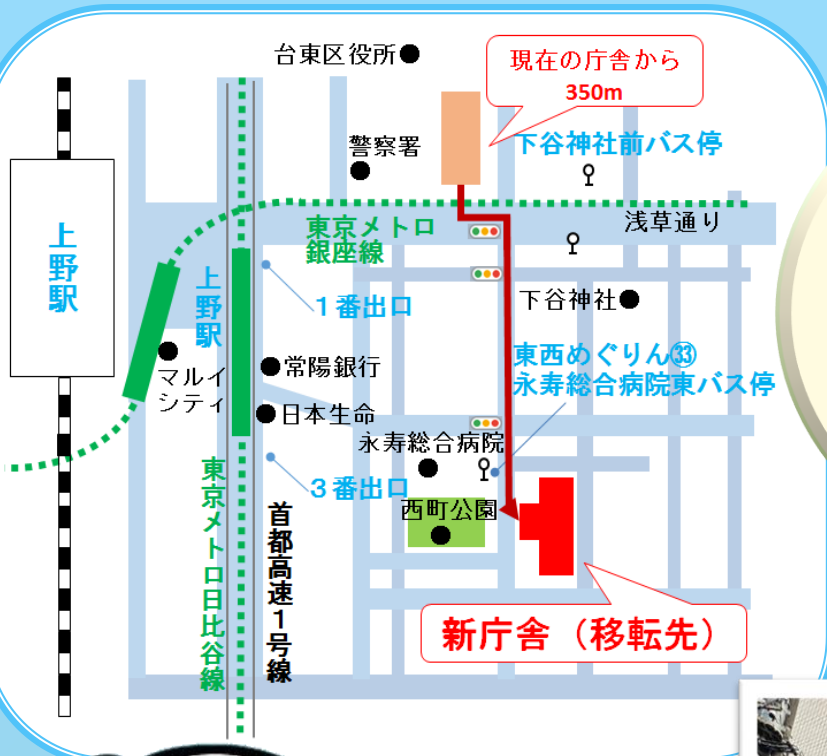 台東区役所
現在の庁舎から
350m
警察署
下谷神社前バス停
浅草通り
東京メトロ
銀座線
上野駅
上野駅
1番出口
下谷神社
マルイ
シティ
常陽銀行
東西めぐりん㉝
永寿総合病院東バス停
日本生命
永寿総合病院
3番出口
西町公園
東京メトロ日比谷線
首都高速1号線
新庁舎（移転先）